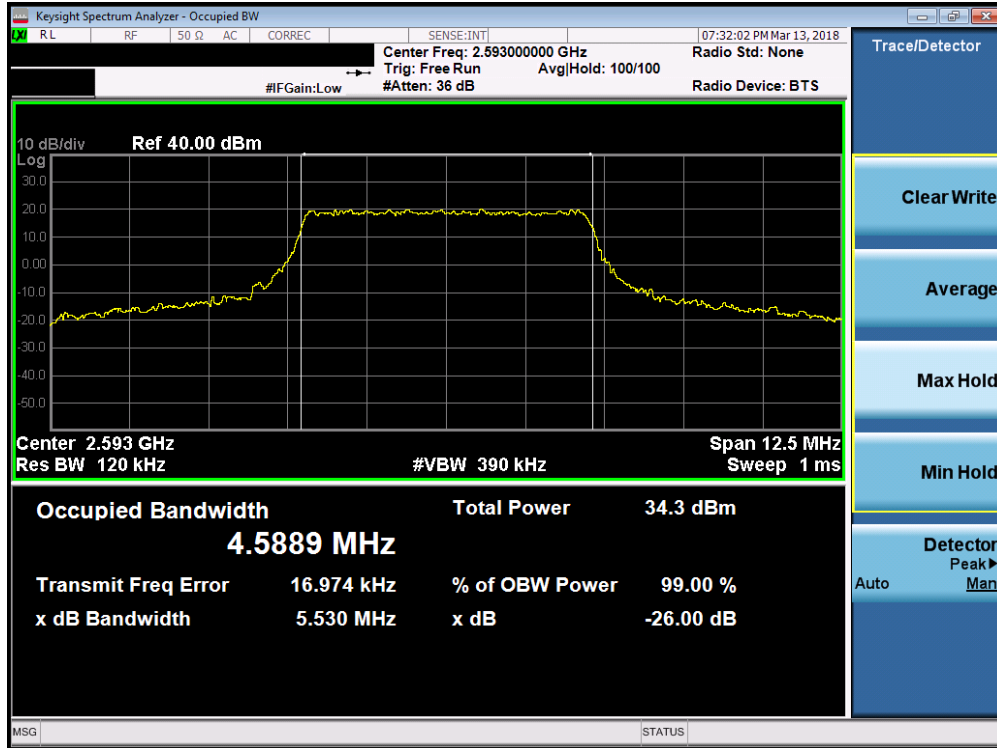 Keysight Spectrum Analyzer - Occupied BW
LXI RL RF 50 Ω AC CORREC SENSE:INT 07:32:02 PM Mar 13, 2018
Center Freq: 2.593000000 GHz Radio Std: None
Trig: Free Run Avg|Hold: 100/100
#IFGain:Low #Atten: 36 dB Radio Device: BTS
Trace/Detector
10 dB/div Ref 40.00 dBm
Log
30.0
20.0
10.0
0.00
-10.0
-20.0
-30.0
-40.0
-50.0
Center 2.593 GHz Span 12.5 MHz
Res BW 120 kHz #VBW 390 kHz Sweep 1 ms
Occupied Bandwidth Total Power 34.3 dBm
4.5889 MHz
Transmit Freq Error 16.974 kHz % of OBW Power 99.00 %
x dB Bandwidth 5.530 MHz x dB -26.00 dB
Clear Write
Average
Max Hold
Min Hold
Detector
Peak▶
Auto Man
MSG STATUS